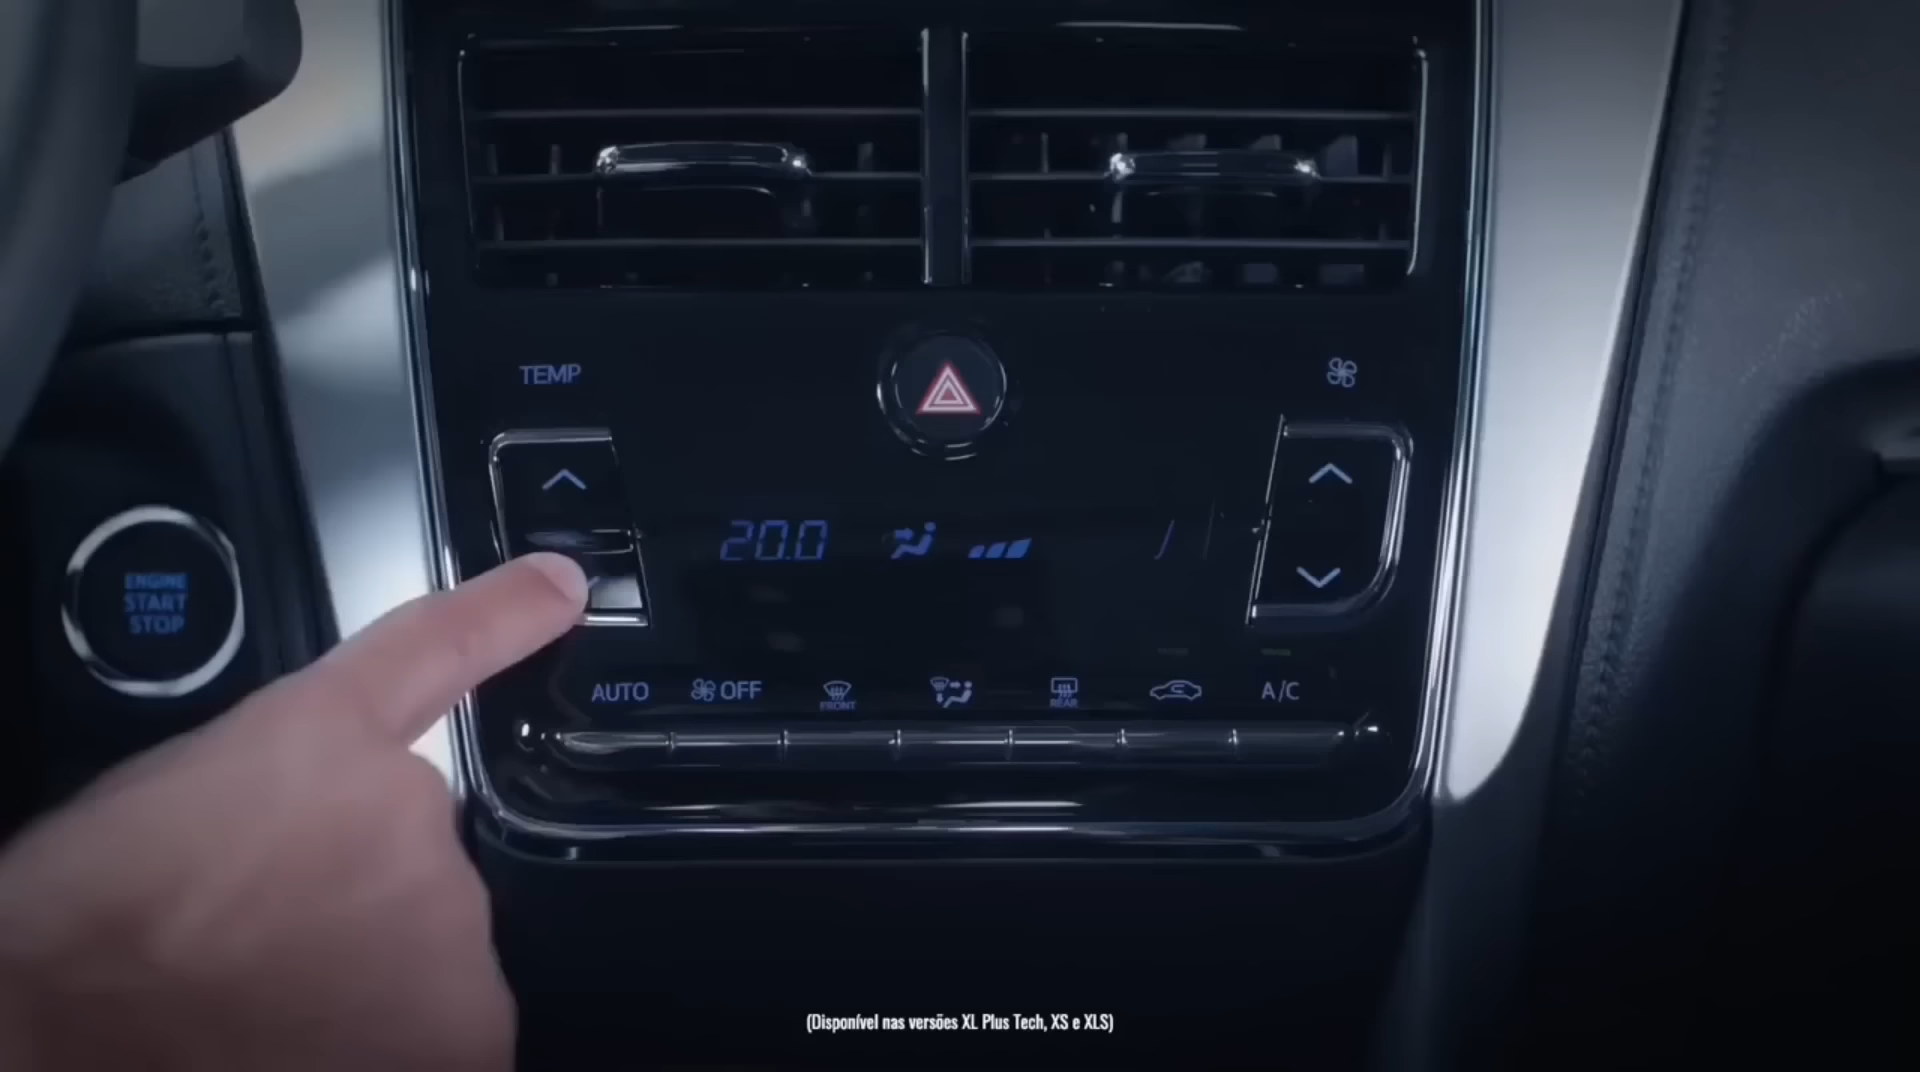 TEMP
20.0
ENGINE
START
STOP
AUTO
OFF
FRONT
REAR
A/C
(Disponível nas versões XL Plus Tech, XS e XLS)